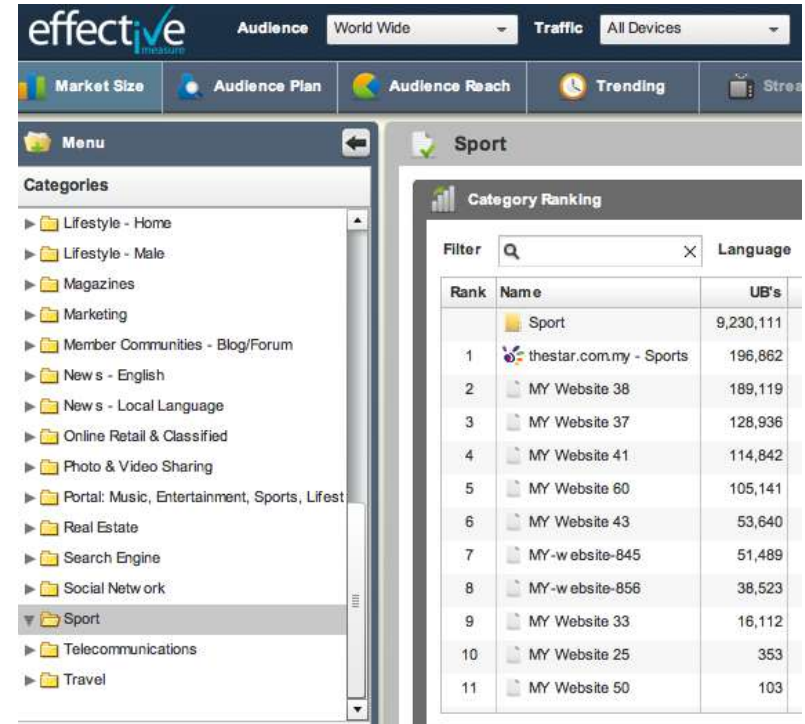 effective measure
Audience World Wide Traffic All Devices
Market Size Audience Plan Audience Reach Trending
Menu
Categories
Lifestyle - Home
Lifestyle - Male
Magazines
Marketing
Member Communities - Blog/Forum
News - English
News - Local Language
Online Retail & Classified
Photo & Video Sharing
Portal: Music, Entertainment, Sports, Lifest
Real Estate
Search Engine
Social Network
Sport
Telecommunications
Travel
Sport
Category Ranking
Filter Language
Rank Name UB's
Sport 9,230,111
1 thestar.com.my - Sports 196,862
2 MY Website 38 189,119
3 MY Website 37 128,936
4 MY Website 41 114,842
5 MY Website 60 105,141
6 MY Website 43 53,640
7 MY-website-845 51,489
8 MY-website-856 38,523
9 MY Website 33 16,112
10 MY Website 25 353
11 MY Website 50 103